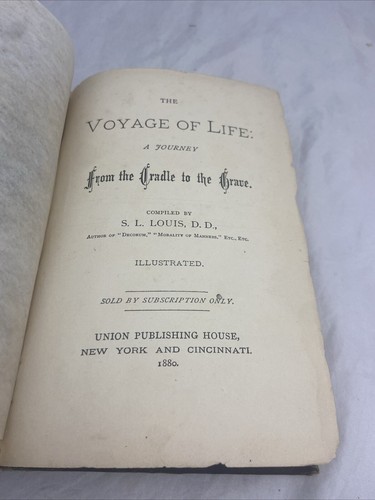 THE
VOYAGE OF LIFE:
A JOURNEY
From the Cradle to the Grave.
COMPILED BY
S. L. LOUIS, D. D.,
AUTHOR OF "DECORUM," "MORALITY OF MANNERS," ETC., ETC.
ILLUSTRATED.
SOLD BY SUBSCRIPTION ONLY.
UNION PUBLISHING HOUSE,
NEW YORK AND CINCINNATI.
1880.